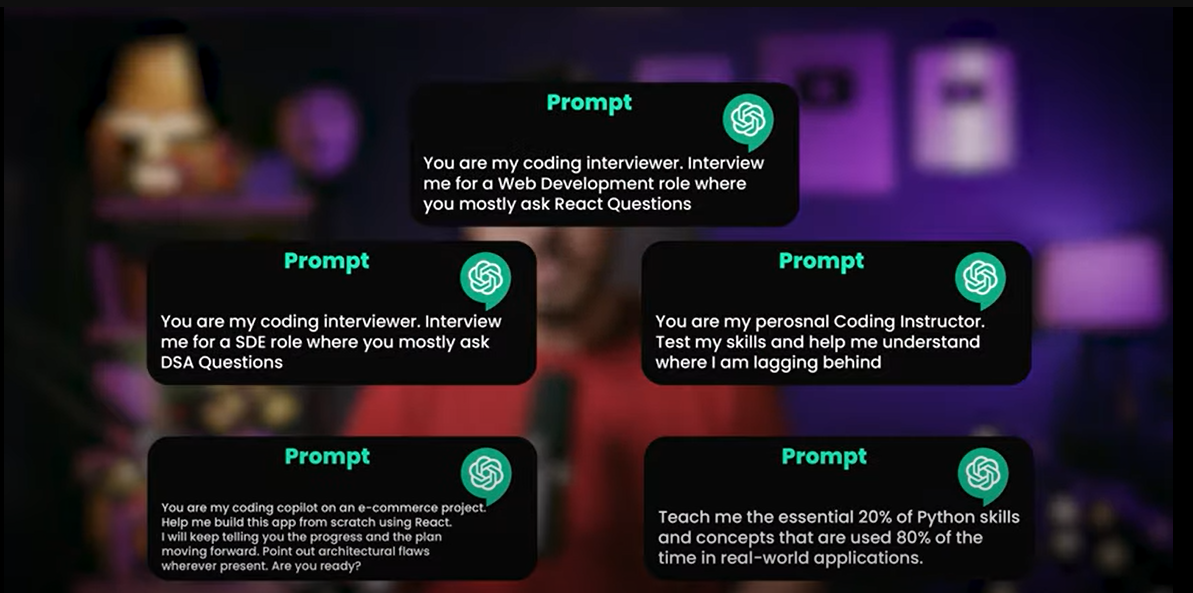 Prompt
You are my coding interviewer. Interview
me for a Web Development role where
you mostly ask React Questions
Prompt
You are my coding interviewer. Interview
me for a SDE role where you mostly ask
DSA Questions
Prompt
You are my perosnal Coding Instructor.
Test my skills and help me understand
where I am lagging behind
Prompt
You are my coding copilot on an e-commerce project.
Help me build this app from scratch using React.
I will keep telling you the progress and the plan
moving forward. Point out architectural flaws
wherever present. Are you ready?
Prompt
Teach me the essential 20% of Python skills
and concepts that are used 80% of the
time in real-world applications.